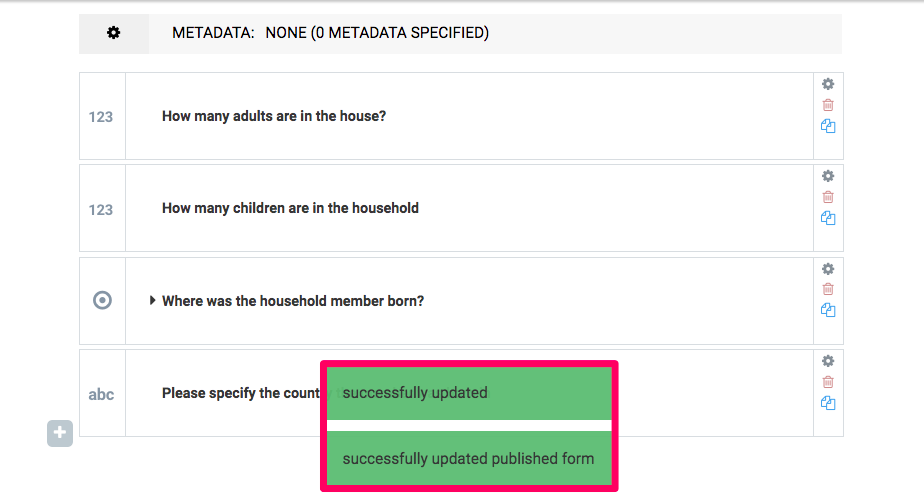 METADATA: NONE (0 METADATA SPECIFIED)
123 How many adults are in the house?
123 How many children are in the household
Where was the household member born?
abc Please specify the count
successfully updated
successfully updated published form